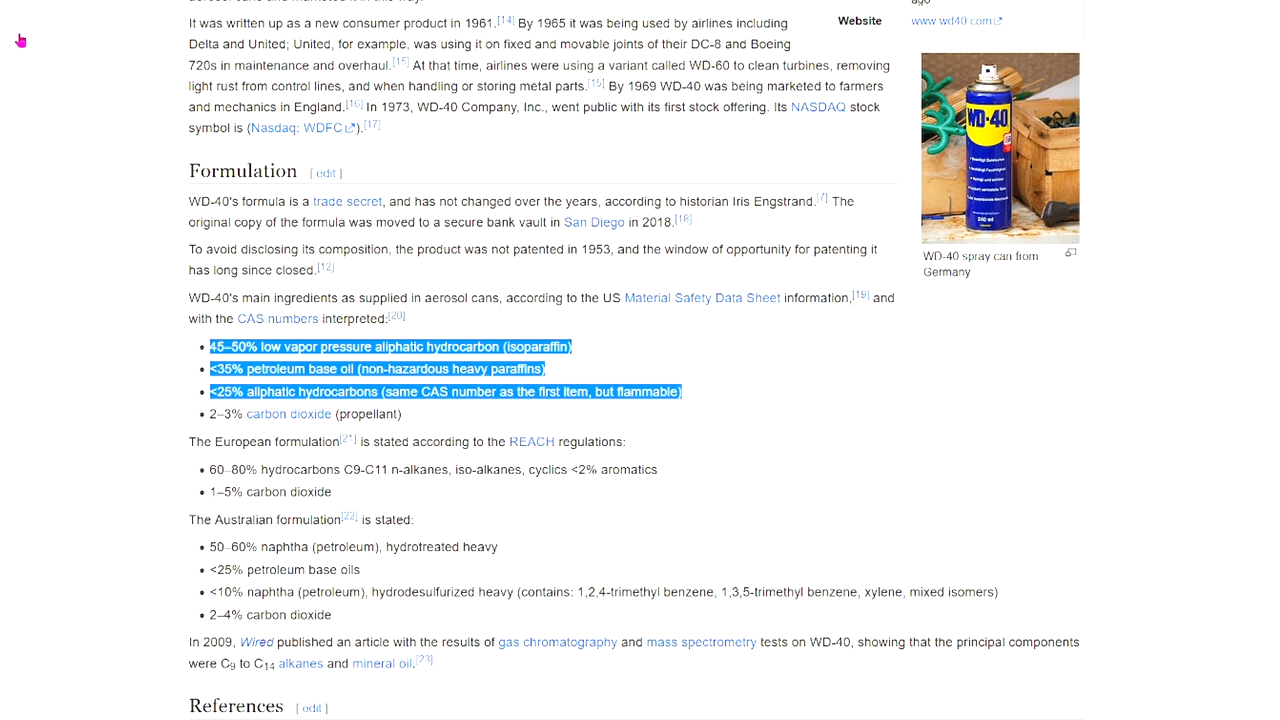 It was written up as a new consumer product in 1961.[14] By 1965 it was being used by airlines including
Delta and United; United, for example, was using it on fixed and movable joints of their DC-8 and Boeing
720s in maintenance and overhaul.[15] At that time, airlines were using a variant called WD-60 to clean turbines, removing
light rust from control lines, and when handling or storing metal parts.[15] By 1969 WD-40 was being marketed to farmers
and mechanics in England.[16] In 1973, WD-40 Company, Inc., went public with its first stock offering. Its NASDAQ stock
symbol is (Nasdaq: WDFC).[17]
ago
Website www.wd40.com
WD-40
240 ml
WD-40 spray can from
Germany
Formulation [ edit ]
WD-40's formula is a trade secret, and has not changed over the years, according to historian Iris Engstrand.[7] The
original copy of the formula was moved to a secure bank vault in San Diego in 2018.[18]
To avoid disclosing its composition, the product was not patented in 1953, and the window of opportunity for patenting it
has long since closed.[12]
WD-40's main ingredients as supplied in aerosol cans, according to the US Material Safety Data Sheet information,[19] and
with the CAS numbers interpreted:[20]
• 45–50% low vapor pressure aliphatic hydrocarbon (isoparaffin)
• <35% petroleum base oil (non-hazardous heavy paraffins)
• <25% aliphatic hydrocarbons (same CAS number as the first item, but flammable)
• 2–3% carbon dioxide (propellant)
The European formulation[21] is stated according to the REACH regulations:
• 60–80% hydrocarbons C9-C11 n-alkanes, iso-alkanes, cyclics <2% aromatics
• 1–5% carbon dioxide
The Australian formulation[22] is stated:
• 50–60% naphtha (petroleum), hydrotreated heavy
• <25% petroleum base oils
• <10% naphtha (petroleum), hydrodesulfurized heavy (contains: 1,2,4-trimethyl benzene, 1,3,5-trimethyl benzene, xylene, mixed isomers)
• 2–4% carbon dioxide
In 2009, Wired published an article with the results of gas chromatography and mass spectrometry tests on WD-40, showing that the principal components
were C9 to C14 alkanes and mineral oil.[23]
References [ edit ]